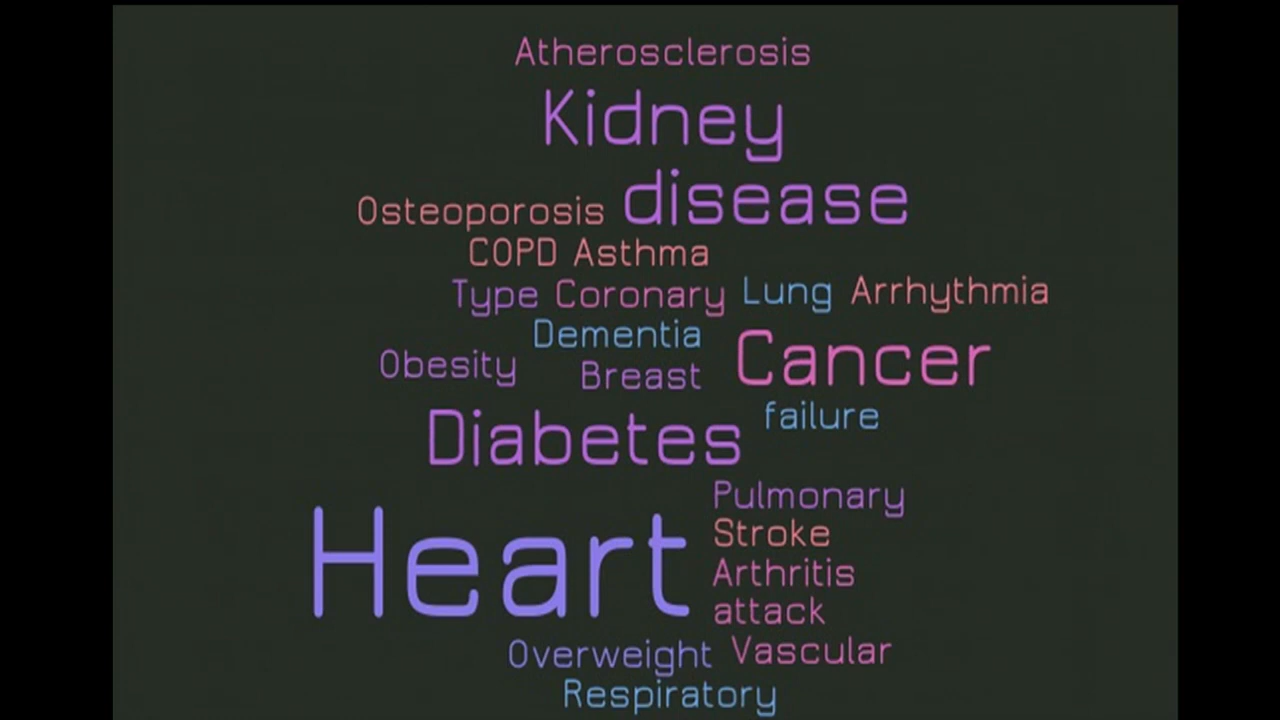 Atherosclerosis
Kidney
Osteoporosis disease
COPD Asthma
Type Coronary Lung Arrhythmia
Dementia
Obesity Breast Cancer
failure
Diabetes
Pulmonary
Stroke
Heart Arthritis
attack
Overweight Vascular
Respiratory